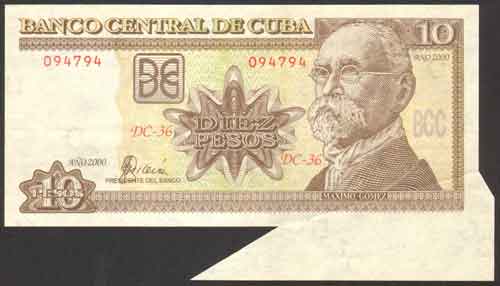 BANCO CENTRAL DE CUBA 10
094794 094794 AÑO 2000
DIEZ
PESOS
BCC
DC-36
DC-36
AÑO 2000
PRESIDENTE DEL BANCO
10
PESOS
MAXIMO GOMEZ